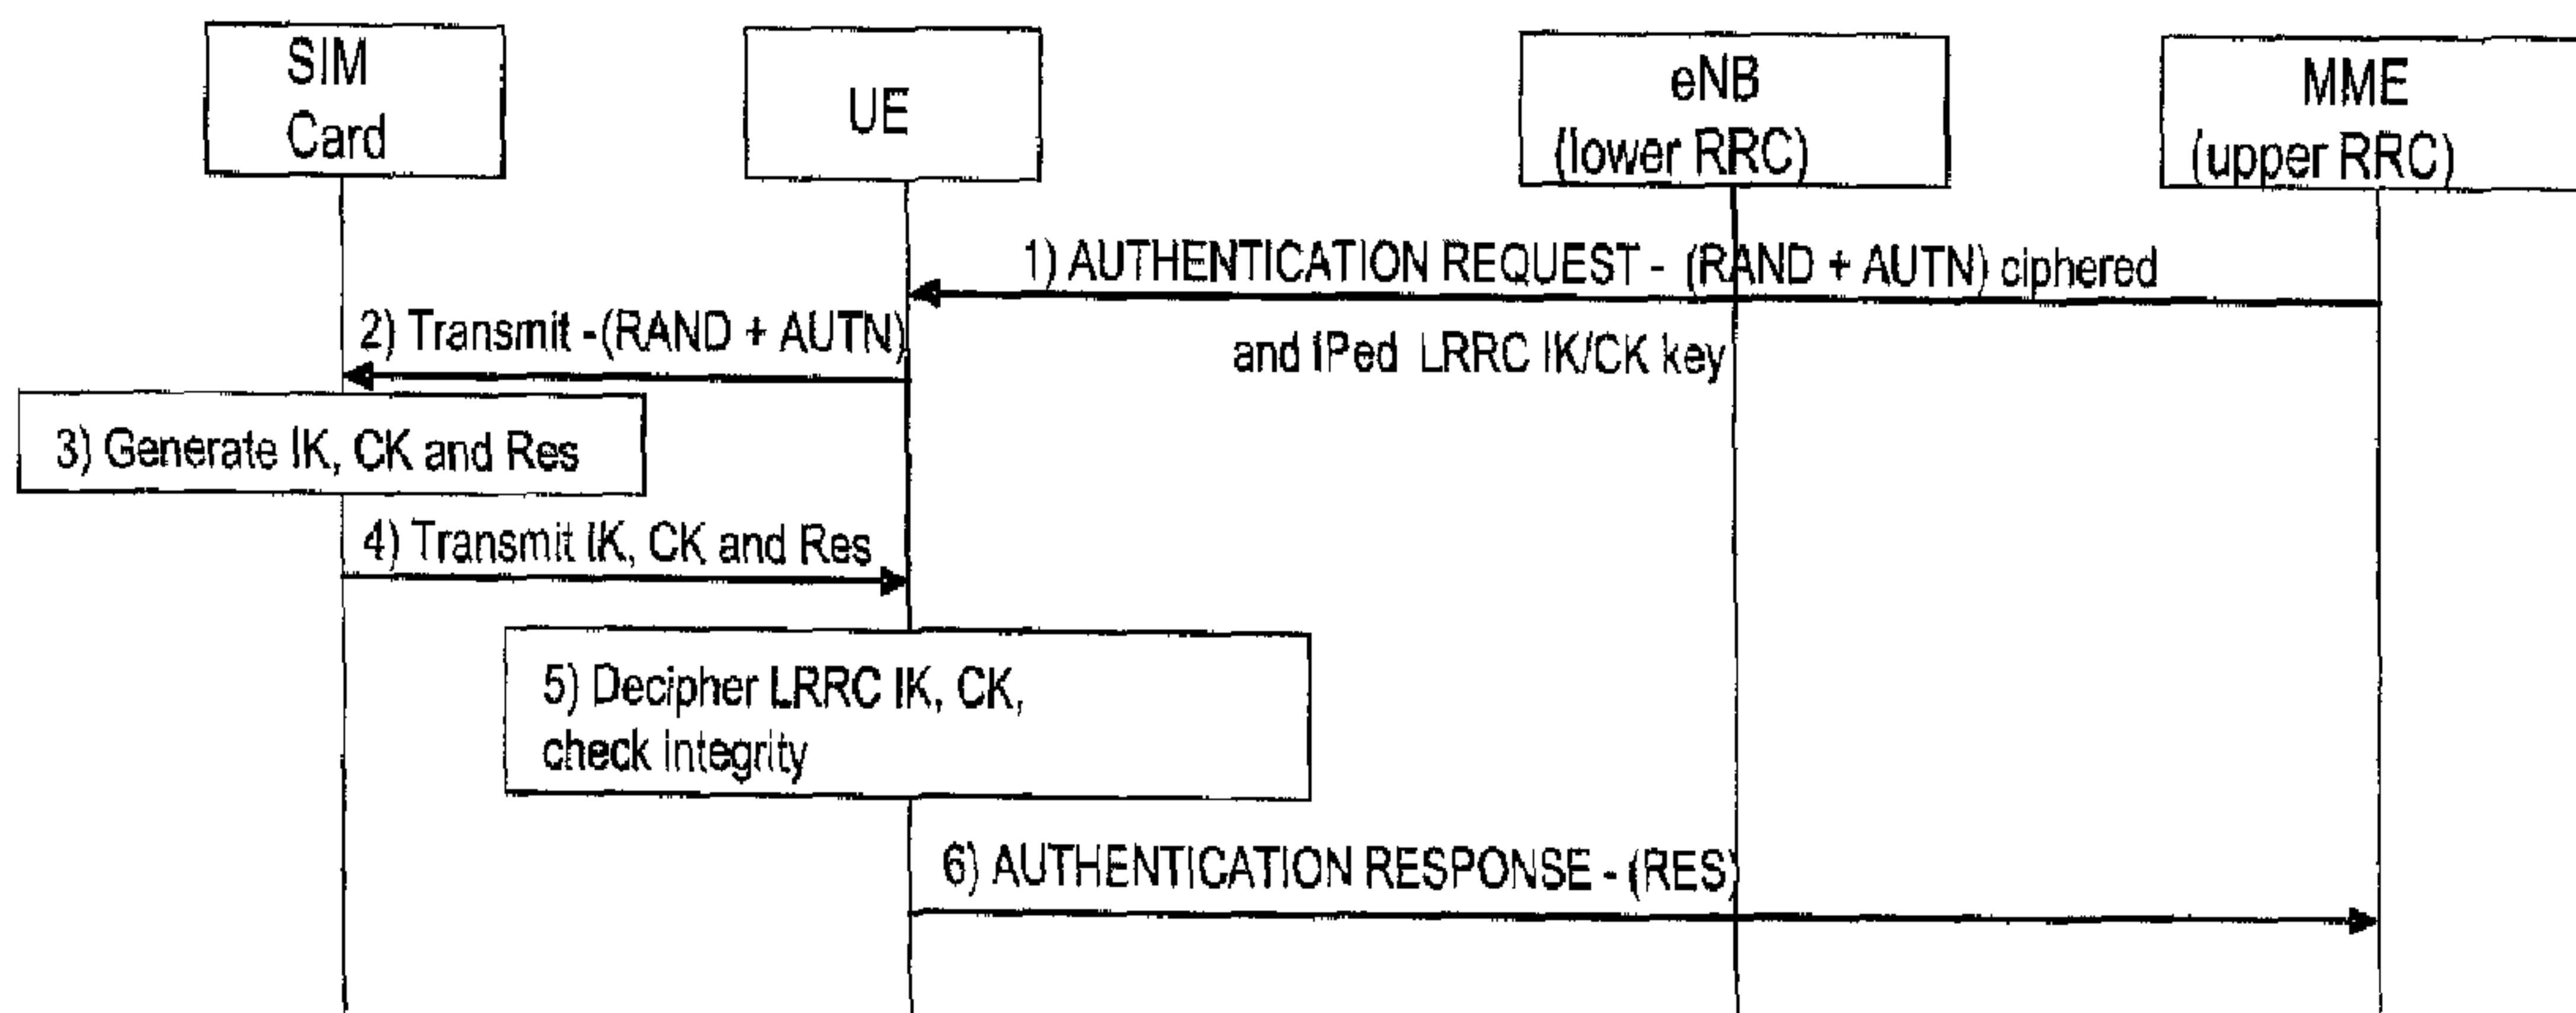 SIM
Card
UE
eNB
(lower RRC)
MME
(upper RRC)
1) AUTHENTICATION REQUEST - (RAND + AUTN) ciphered
and IPed LRRC IK/CK key
2) Transmit -(RAND + AUTN)
3) Generate IK, CK and Res
4) Transmit IK, CK and Res
5) Decipher LRRC IK, CK,
check integrity
6) AUTHENTICATION RESPONSE - (RES)